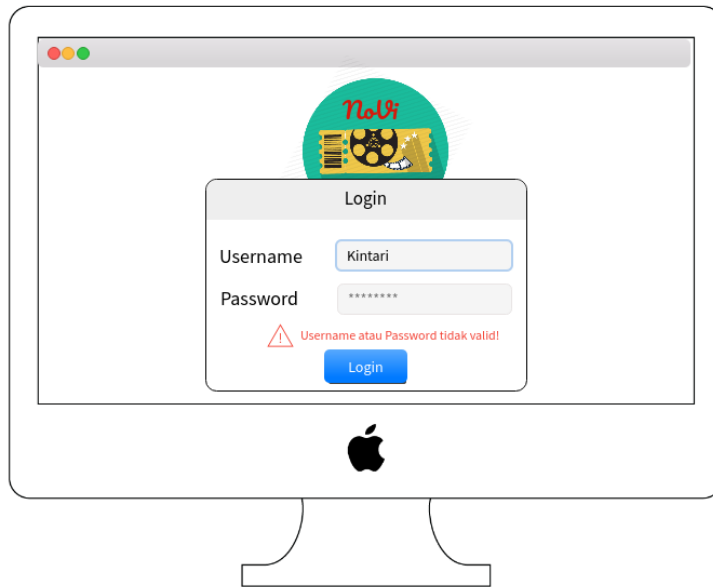 NoVi
Login
Username Kintari
Password ********
Username atau Password tidak valid!
Login